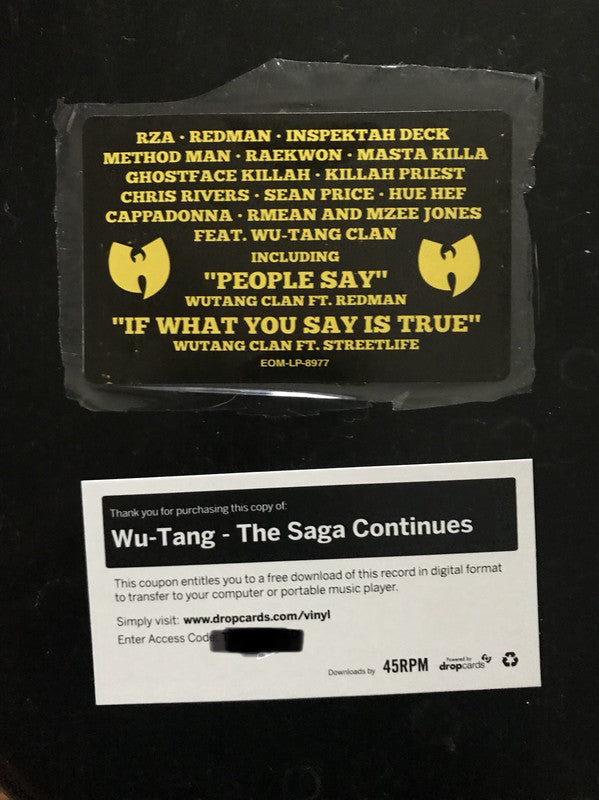 RZA • REDMAN • INSPEKTAH DECK
METHOD MAN • RAEKWON • MASTA KILLA
GHOSTFACE KILLAH • KILLAH PRIEST
CHRIS RIVERS • SEAN PRICE • HUE HEF
CAPPADONNA • RMEAN AND MZEE JONES
FEAT. WU-TANG CLAN
INCLUDING
"PEOPLE SAY"
WUTANG CLAN FT. REDMAN
"IF WHAT YOU SAY IS TRUE"
WUTANG CLAN FT. STREETLIFE
EOM-LP-8977
Thank you for purchasing this copy of:
Wu-Tang - The Saga Continues
This coupon entitles you to a free download of this record in digital format
to transfer to your computer or portable music player.
Simply visit: www.dropcards.com/vinyl
Enter Access Code:
Downloads by 45RPM Powered by dropcards